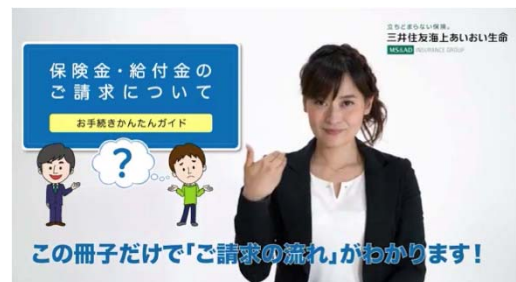 立ちどまらない保険。
三井住友海上あいおい生命
MS&AD INSURANCE GROUP
保険金・給付金の
ご請求について
お手続きかんたんガイド
?
この冊子だけで「ご請求の流れ」がわかります!